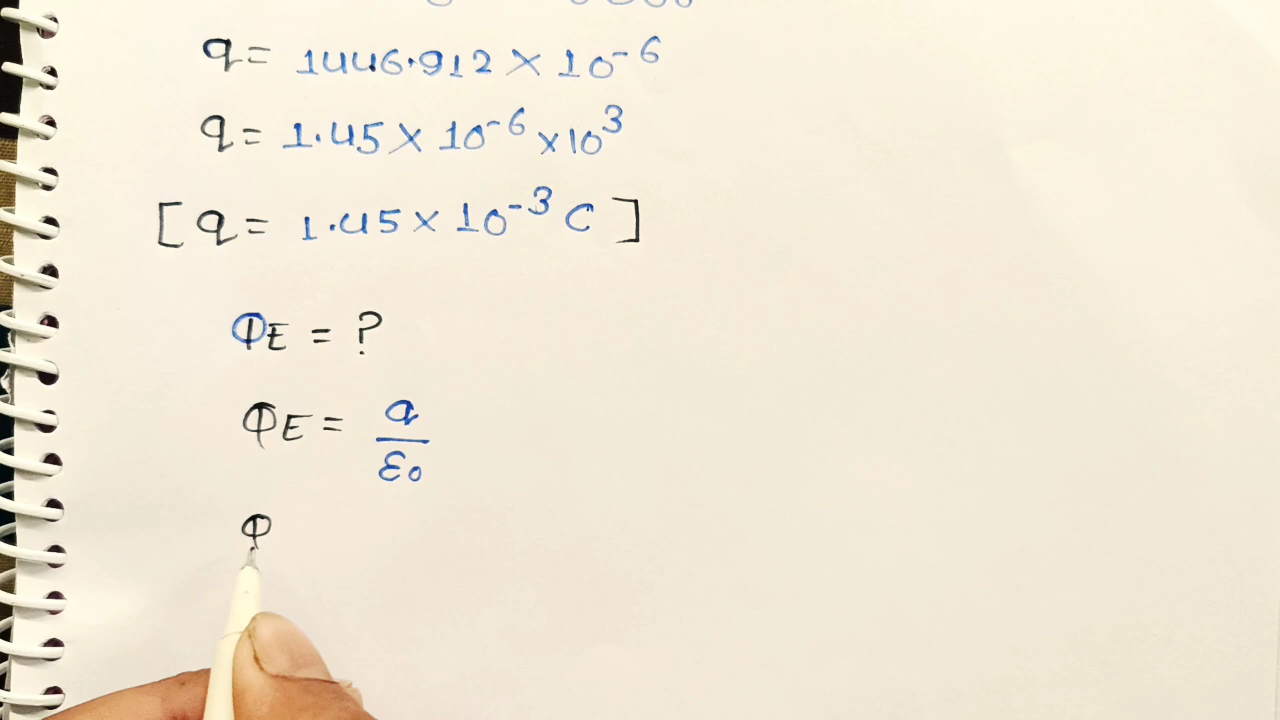 q = 1446.912 × 10⁻⁶
q = 1.45 × 10⁻⁶ × 10³
[ q = 1.45 × 10⁻³ C ]
ΦE = ?
ΦE = q / ε0
Φ